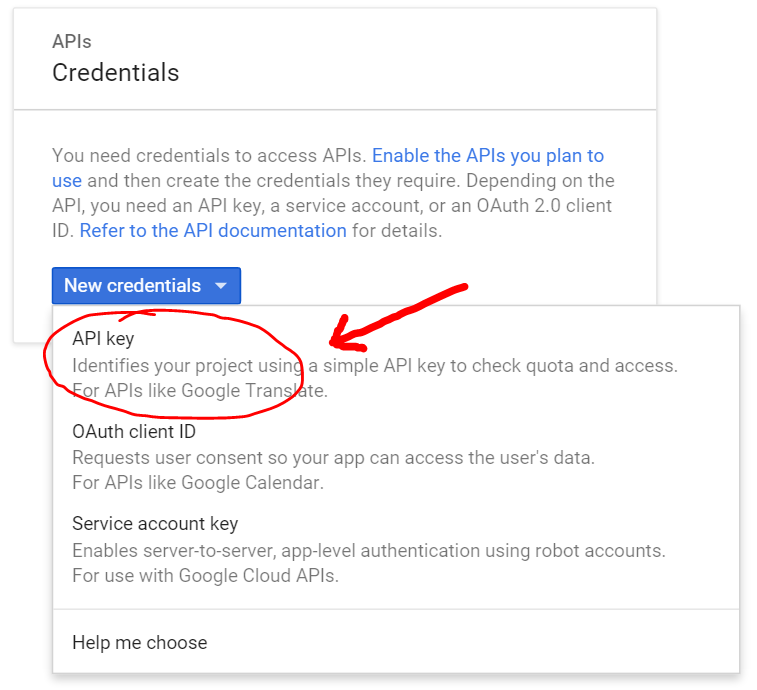 APIs
Credentials
You need credentials to access APIs. Enable the APIs you plan to
use and then create the credentials they require. Depending on the
API, you need an API key, a service account, or an OAuth 2.0 client
ID. Refer to the API documentation for details.
New credentials
API key
Identifies your project using a simple API key to check quota and access.
For APIs like Google Translate.
OAuth client ID
Requests user consent so your app can access the user's data.
For APIs like Google Calendar.
Service account key
Enables server-to-server, app-level authentication using robot accounts.
For use with Google Cloud APIs.
Help me choose